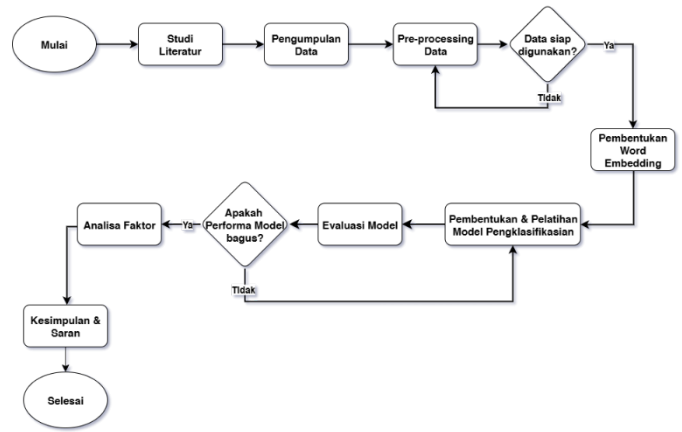 Mulai
Studi
Literatur
Pengumpulan
Data
Pre-processing
Data
Data siap
digunakan?
Ya
Tidak
Pembentukan
Word
Embedding
Pembentukan & Pelatihan
Model Pengklasifikasian
Evaluasi Model
Apakah
Performa Model
bagus?
Ya
Tidak
Analisa Faktor
Kesimpulan &
Saran
Selesai